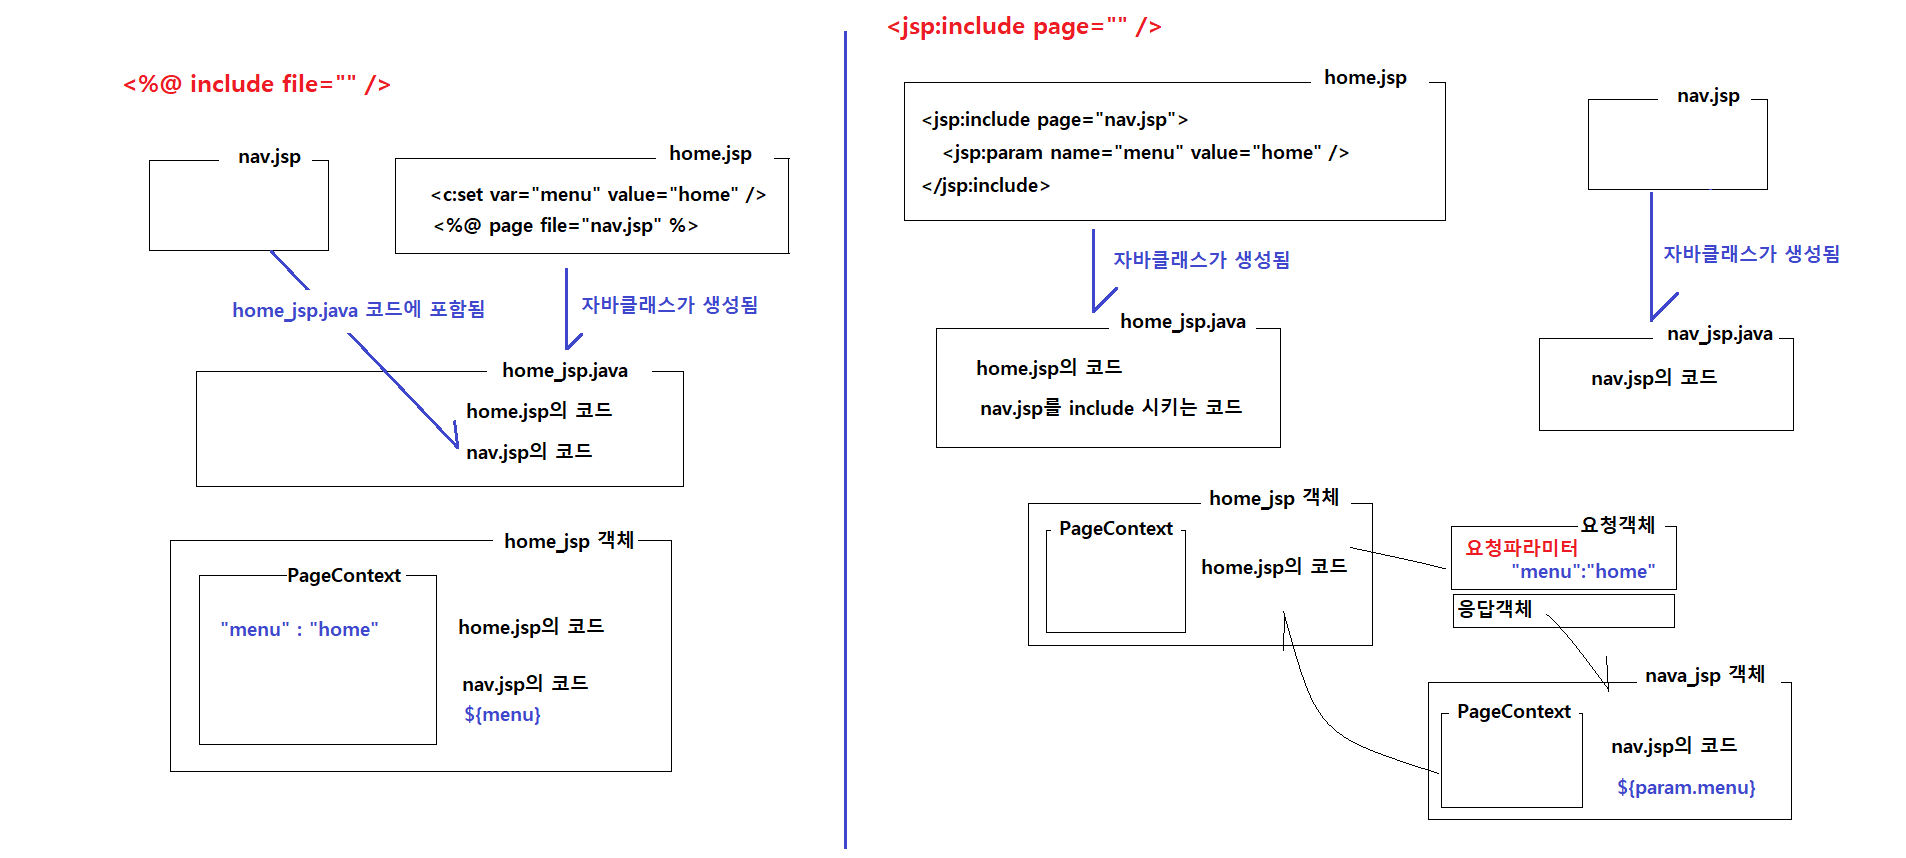 <%@ include file="" />
nav.jsp
home.jsp
<c:set var="menu" value="home" />
<%@ page file="nav.jsp" %>
home_jsp.java 코드에 포함됨
자바클래스가 생성됨
home_jsp.java
home.jsp의 코드
nav.jsp의 코드
home_jsp 객체
PageContext
"menu" : "home"
home.jsp의 코드
nav.jsp의 코드
${menu}
<jsp:include page="" />
home.jsp
<jsp:include page="nav.jsp">
<jsp:param name="menu" value="home" />
</jsp:include>
nav.jsp
자바클래스가 생성됨
자바클래스가 생성됨
home_jsp.java
home.jsp의 코드
nav.jsp를 include 시키는 코드
nav_jsp.java
nav.jsp의 코드
home_jsp 객체
PageContext
home.jsp의 코드
요청객체
요청파라미터
"menu":"home"
응답객체
nava_jsp 객체
PageContext
nav.jsp의 코드
${param.menu}